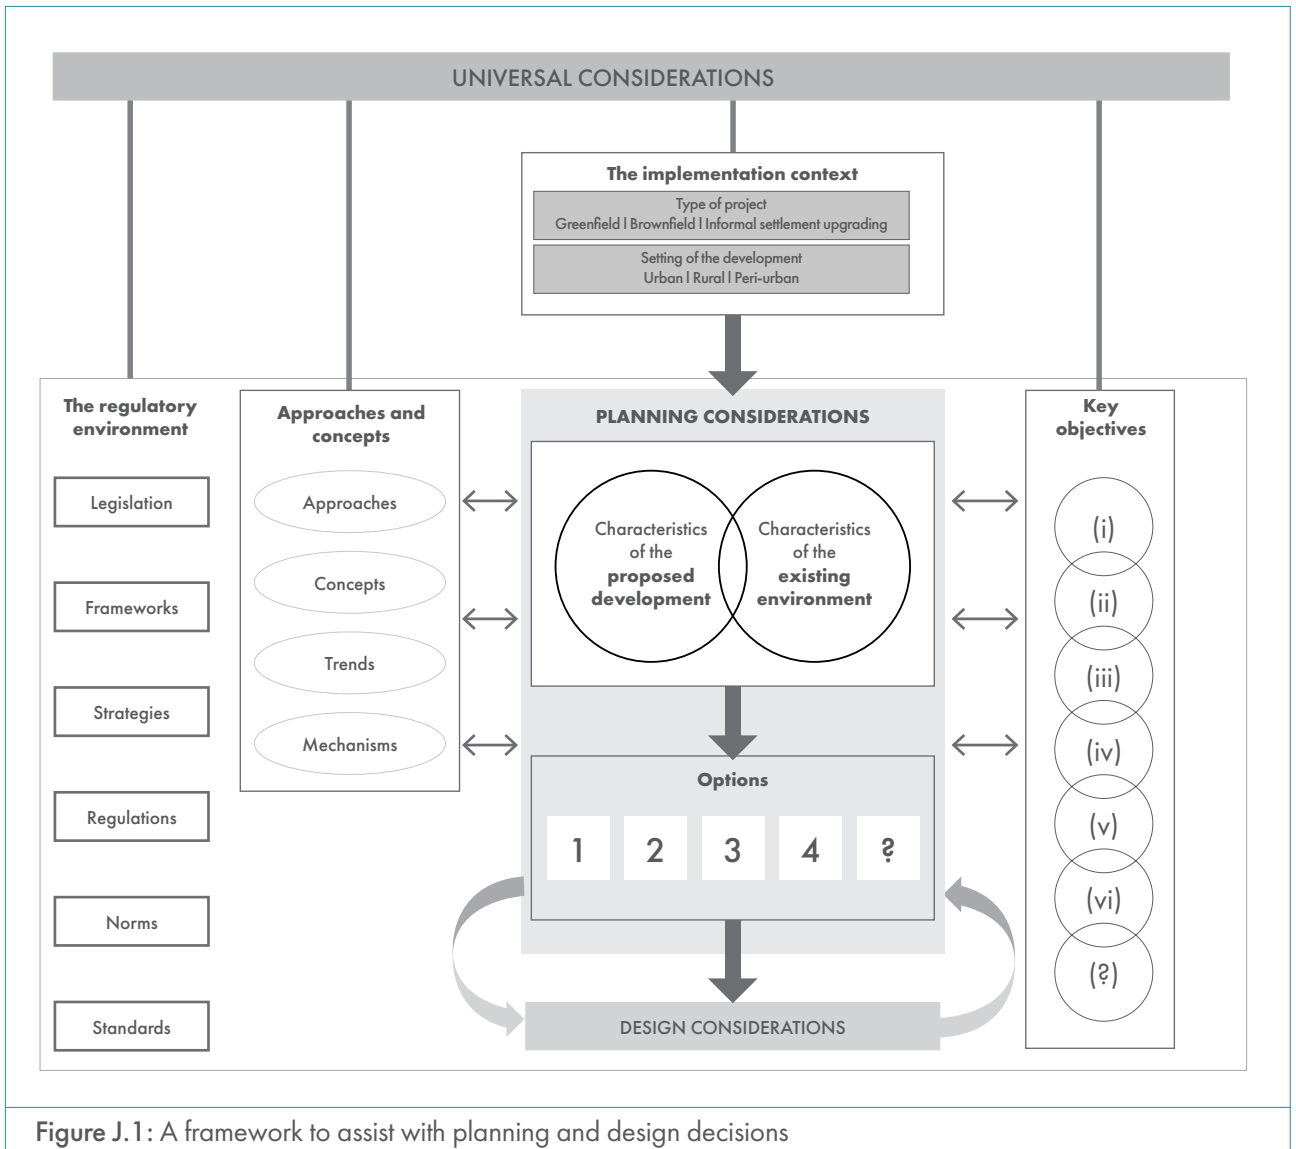 UNIVERSAL CONSIDERATIONS
The implementation context
Type of project
Greenfield | Brownfield | Informal settlement upgrading
Setting of the development
Urban | Rural | Peri-urban
The regulatory
environment
Legislation
Frameworks
Strategies
Regulations
Norms
Standards
Approaches and
concepts
Approaches
Concepts
Trends
Mechanisms
PLANNING CONSIDERATIONS
Characteristics
of the
proposed
development
Characteristics
of the
existing
environment
Options
1
2
3
4
?
DESIGN CONSIDERATIONS
Key
objectives
(i)
(ii)
(iii)
(iv)
(v)
(vi)
(?)
Figure J.1: A framework to assist with planning and design decisions